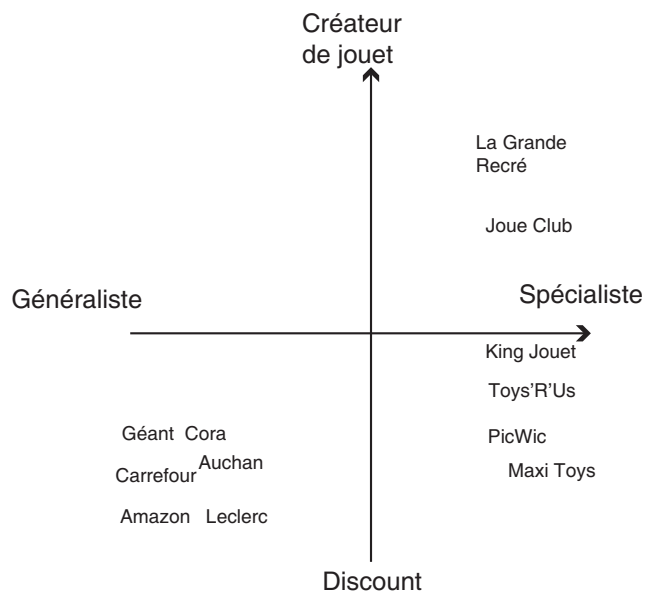 Créateur
de jouet
La Grande
Recré
Joue Club
Généraliste
Spécialiste
King Jouet
Toys'R'Us
Géant Cora
PicWic
Carrefour Auchan
Maxi Toys
Amazon Leclerc
Discount